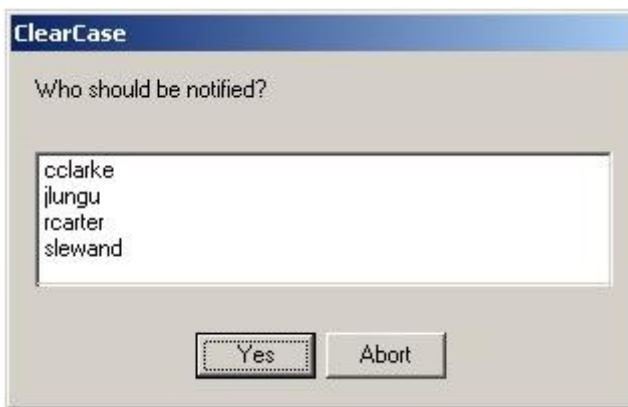 ClearCase
Who should be notified?
cclarke
jlungu
rcarter
slewand
Yes Abort